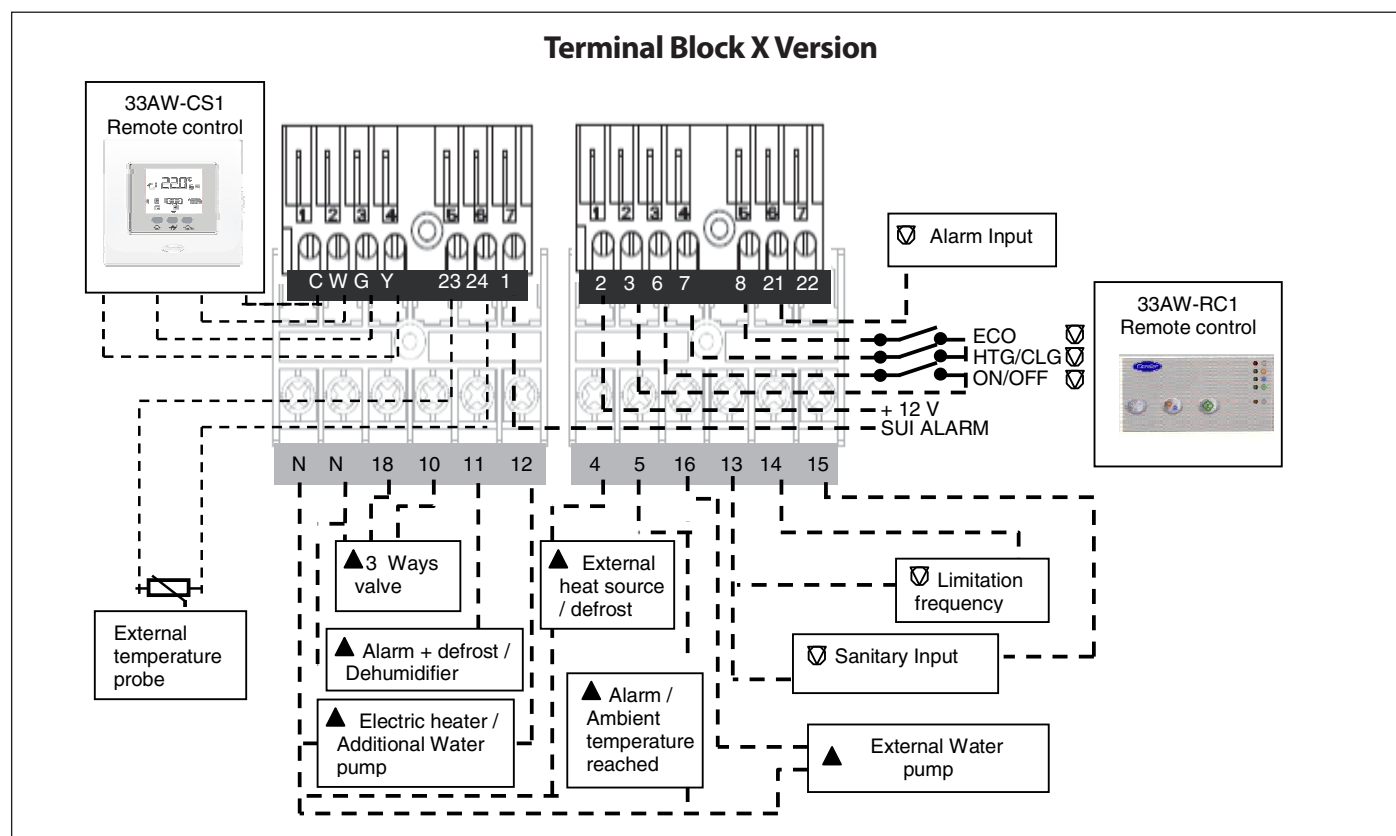 Terminal Block X Version
33AW-CS1
Remote control
22.0°
1 2 3 4 5 6 7
1 2 3 4 5 6 7
C W G Y 23 24 1
2 3 6 7 8 21 22
Alarm Input
33AW-RC1
Remote control
Carrier
ECO
HTG/CLG
ON/OFF
+ 12 V
SUI ALARM
N N 18 10 11 12
4 5 16 13 14 15
3 Ways
valve
External
heat source
/ defrost
Limitation
frequency
External
temperature
probe
Alarm + defrost /
Dehumidifier
Sanitary Input
Electric heater /
Additional Water
pump
Alarm /
Ambient
temperature
reached
External Water
pump